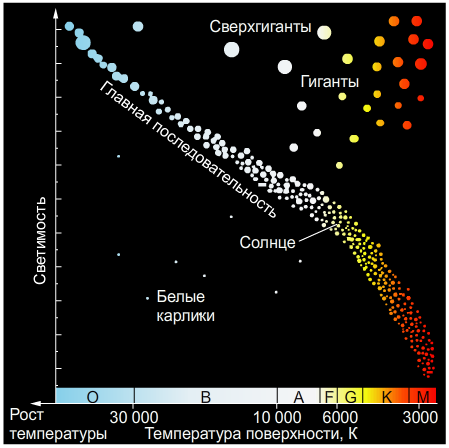 Сверхгиганты
Гиганты
Главная последовательность
Светимость
Солнце
Белые
карлики
O B A F G K M
Рост
температуры
30 000 10 000 6000 3000
Температура поверхности, К